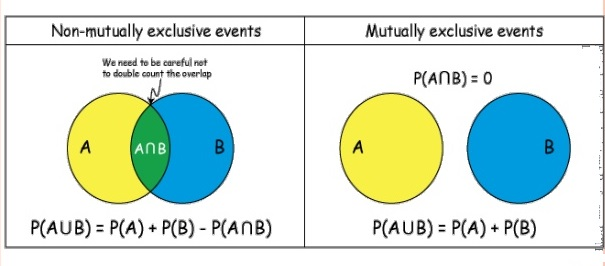 Non-mutually exclusive events
We need to be careful not
to double count the overlap
A
A∩B
B
P(A∪B) = P(A) + P(B) - P(A∩B)
Mutually exclusive events
P(A∩B) = 0
A
B
P(A∪B) = P(A) + P(B)